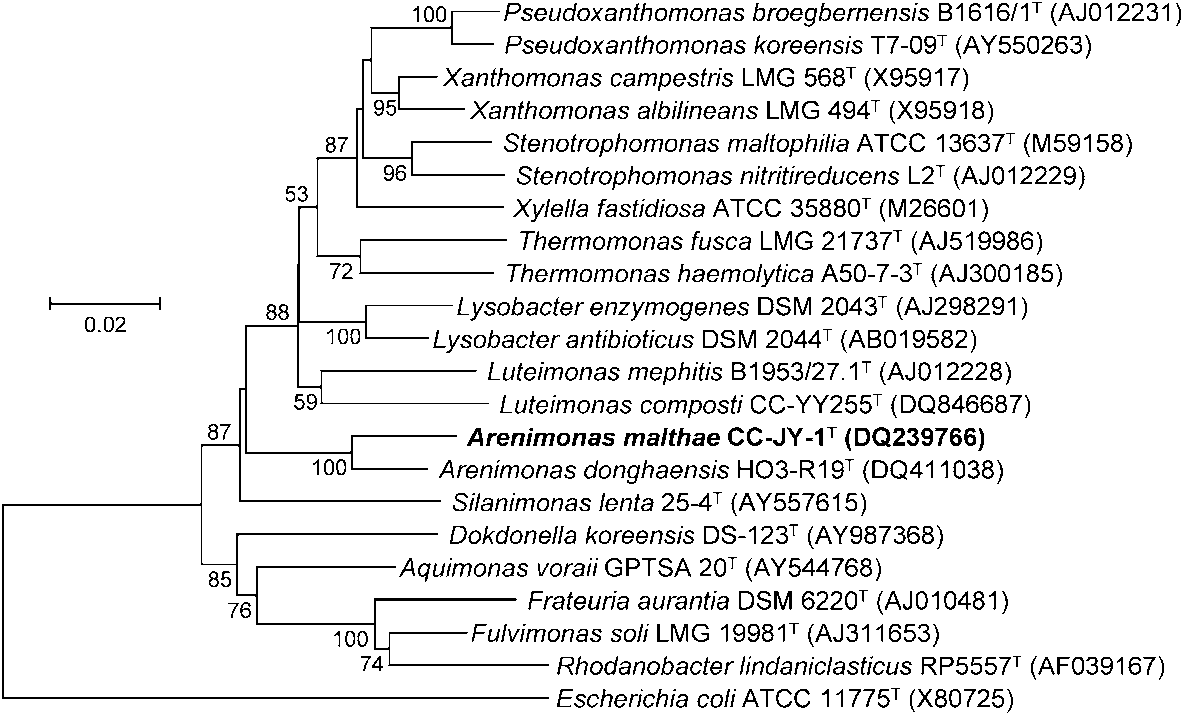 100 Pseudoxanthomonas broegbernensis B1616/1ᵀ (AJ012231)
Pseudoxanthomonas koreensis T7-09ᵀ (AY550263)
Xanthomonas campestris LMG 568ᵀ (X95917)
95 Xanthomonas albilineans LMG 494ᵀ (X95918)
87 Stenotrophomonas maltophilia ATCC 13637ᵀ (M59158)
96 Stenotrophomonas nitritireducens L2ᵀ (AJ012229)
53 Xylella fastidiosa ATCC 35880ᵀ (M26601)
Thermomonas fusca LMG 21737ᵀ (AJ519986)
72 Thermomonas haemolytica A50-7-3ᵀ (AJ300185)
88 Lysobacter enzymogenes DSM 2043ᵀ (AJ298291)
0.02
100 Lysobacter antibioticus DSM 2044ᵀ (AB019582)
Luteimonas mephitis B1953/27.1ᵀ (AJ012228)
59 Luteimonas composti CC-YY255ᵀ (DQ846687)
87 Arenimonas malthae CC-JY-1ᵀ (DQ239766)
100 Arenimonas donghaensis HO3-R19ᵀ (DQ411038)
Silanimonas lenta 25-4ᵀ (AY557615)
Dokdonella koreensis DS-123ᵀ (AY987368)
85 Aquimonas voraii GPTSA 20ᵀ (AY544768)
76 Frateuria aurantia DSM 6220ᵀ (AJ010481)
100 Fulvimonas soli LMG 19981ᵀ (AJ311653)
74 Rhodanobacter lindaniclasticus RP5557ᵀ (AF039167)
Escherichia coli ATCC 11775ᵀ (X80725)